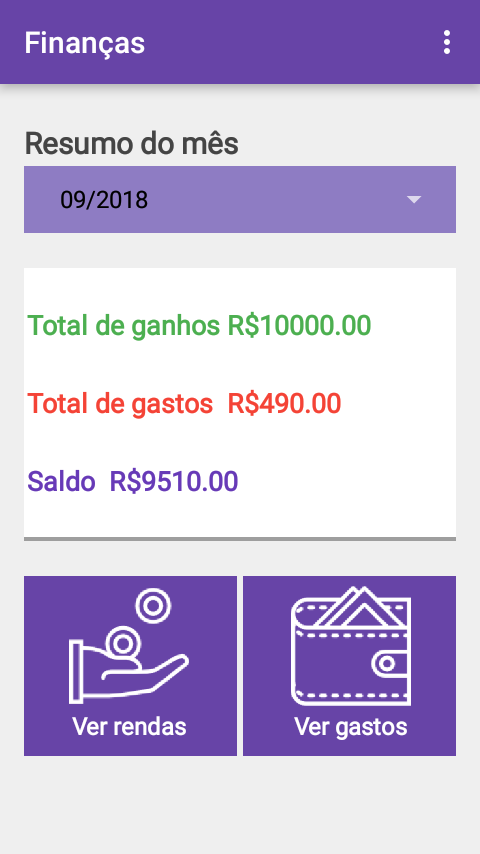 Finanças
Resumo do mês
09/2018
Total de ganhos R$10000.00
Total de gastos R$490.00
Saldo R$9510.00
Ver rendas
Ver gastos